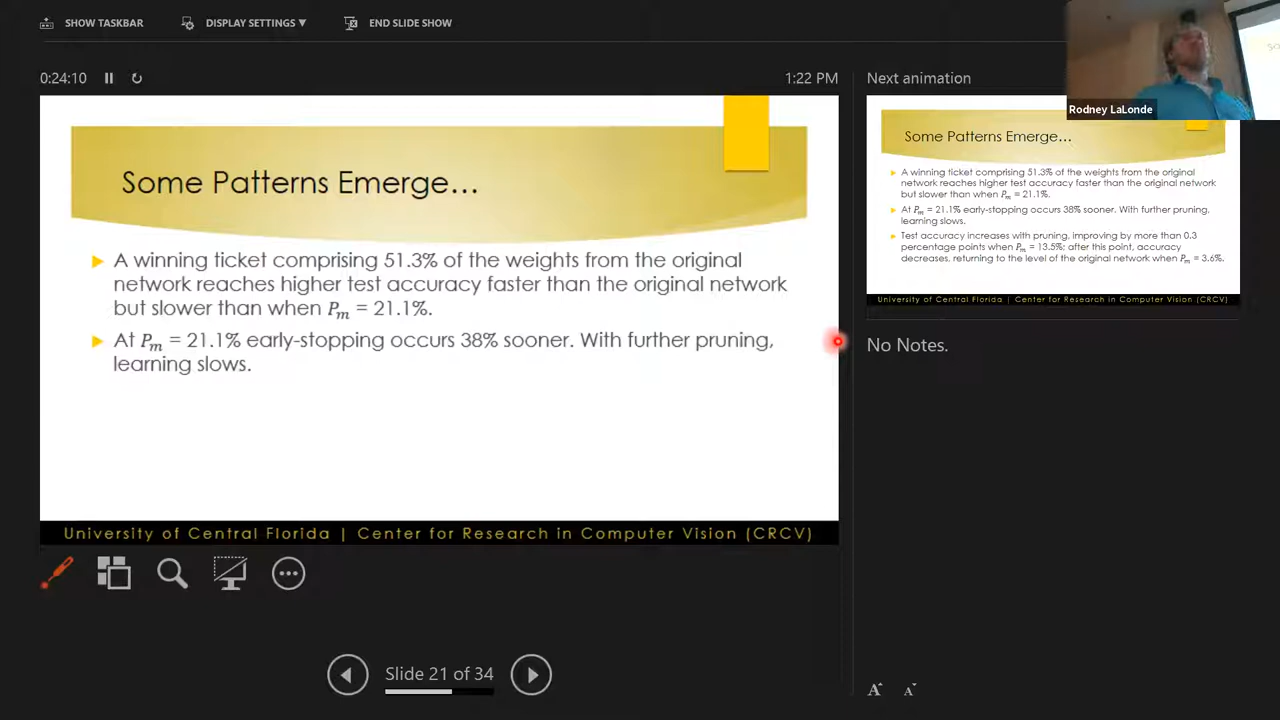 SHOW TASKBAR
DISPLAY SETTINGS ▼
END SLIDE SHOW
0:24:10
1:22 PM
Some Patterns Emerge...
A winning ticket comprising 51.3% of the weights from the original
network reaches higher test accuracy faster than the original network
but slower than when Pm = 21.1%.
At Pm = 21.1% early-stopping occurs 38% sooner. With further pruning,
learning slows.
University of Central Florida | Center for Research in Computer Vision (CRCV)
Slide 21 of 34
Next animation
Rodney LaLonde
Some Patterns Emerge...
A winning ticket comprising 51.3% of the weights from the original
network reaches higher test accuracy faster than the original network
but slower than when Pm = 21.1%.
At Pm = 21.1% early-stopping occurs 38% sooner. With further pruning,
learning slows.
Test accuracy increases with pruning, improving by more than 0.3
percentage points when Pm = 13.5%; after this point, accuracy
decreases, returning to the level of the original network when Pm = 3.6%.
University of Central Florida | Center for Research in Computer Vision (CRCV)
No Notes.
A A